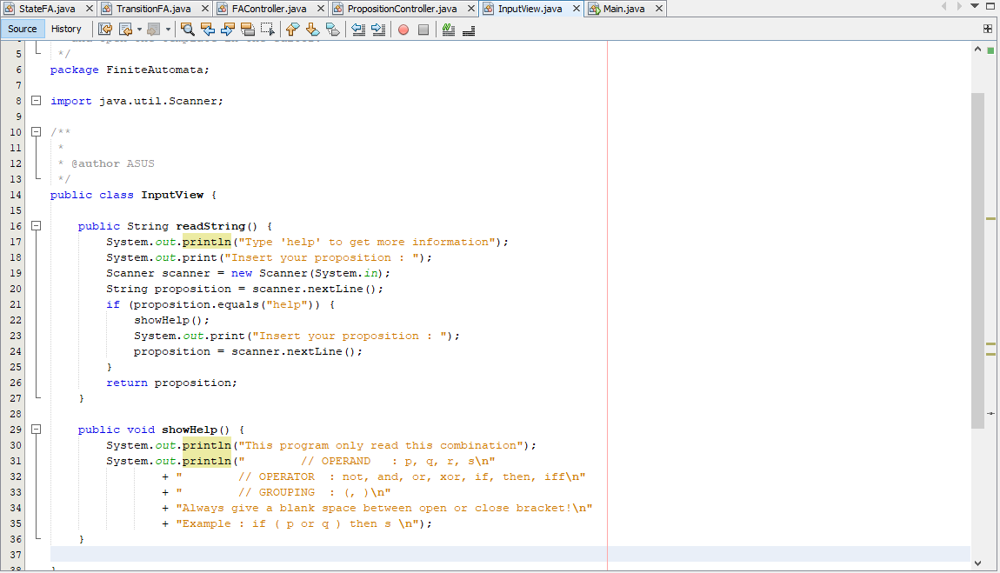 StateFA.java TransitionFA.java FAController.java PropositionController.java InputView.java Main.java
Source History
5 */
6 package FiniteAutomata;
7
8 import java.util.Scanner;
9
10 /**
11 *
12 * @author ASUS
13 */
14 public class InputView {
15
16 public String readString() {
17 System.out.println("Type 'help' to get more information");
18 System.out.print("Insert your proposition : ");
19 Scanner scanner = new Scanner(System.in);
20 String proposition = scanner.nextLine();
21 if (proposition.equals("help")) {
22 showHelp();
23 System.out.print("Insert your proposition : ");
24 proposition = scanner.nextLine();
25 }
26 return proposition;
27 }
28
29 public void showHelp() {
30 System.out.println("This program only read this combination");
31 System.out.println("         // OPERAND   : p, q, r, s\n"
32 + "        // OPERATOR  : not, and, or, xor, if, then, iff\n"
33 + "        // GROUPING  : (, )\n"
34 + "Always give a blank space between open or close bracket!\n"
35 + "Example : if ( p or q ) then s \n");
36 }
37
38